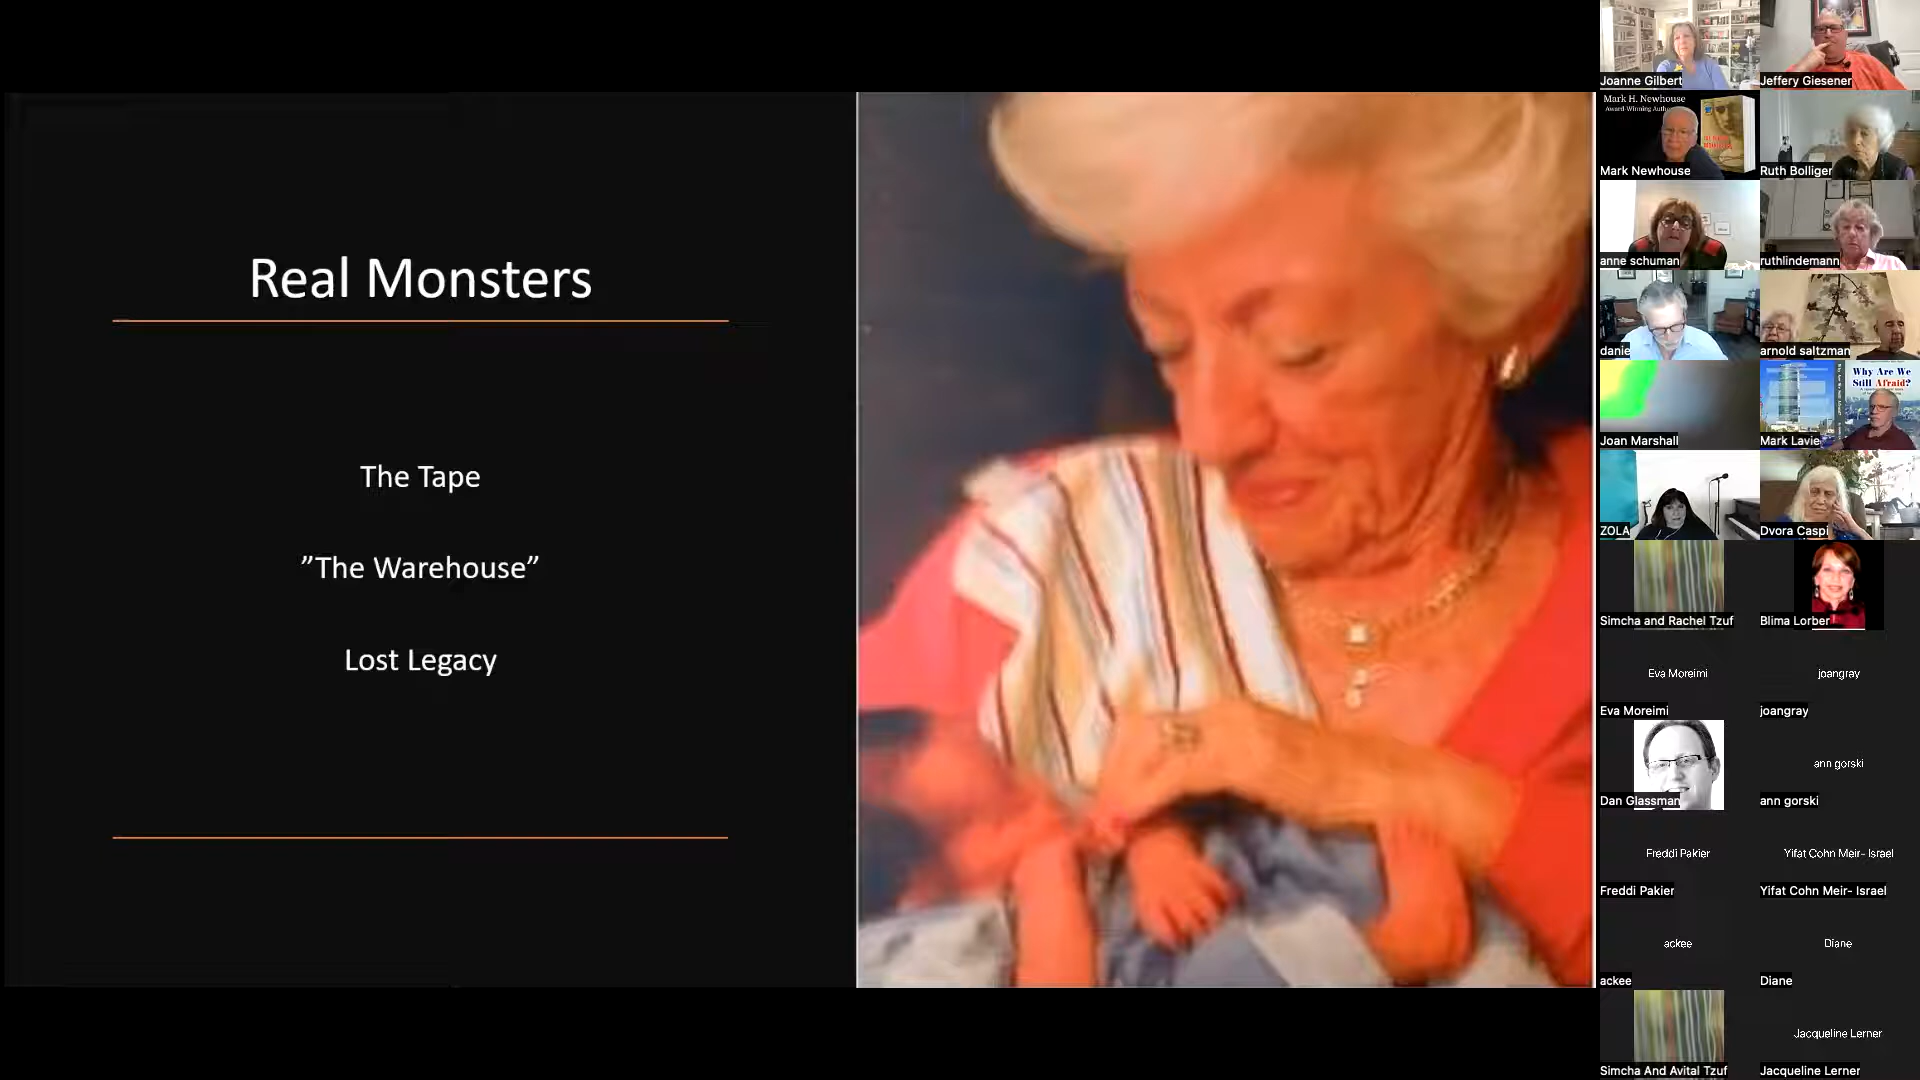 Real Monsters
The Tape
”The Warehouse”
Lost Legacy
Joanne Gilbert
Jeffery Giesener
Mark H. Newhouse
Mark Newhouse
Ruth Bolliger
anne schuman
ruthlindemann
danie
arnold saltzman
Why Are We
Still Afraid?
Joan Marshall
Mark Lavie
ZOLA
Dvora Caspi
Simcha and Rachel Tzuf
Blima Lorber
Eva Moreimi
joangray
Eva Moreimi
joangray
ann gorski
Dan Glassman
ann gorski
Freddi Pakier
Yifat Cohn Meir- Israel
Freddi Pakier
Yifat Cohn Meir- Israel
ackee
Diane
ackee
Diane
Jacqueline Lerner
Simcha And Avital Tzuf
Jacqueline Lerner